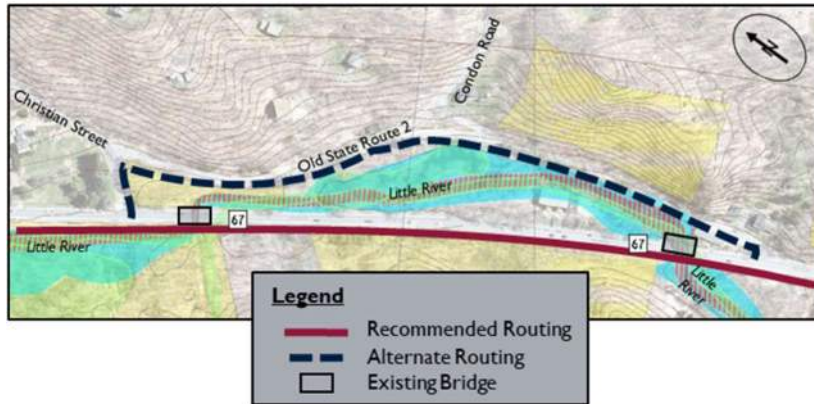 N
Condon Road
Christian Street
Old State Route 2
Little River
67
67
Little River
Little
River
Legend
Recommended Routing
Alternate Routing
Existing Bridge